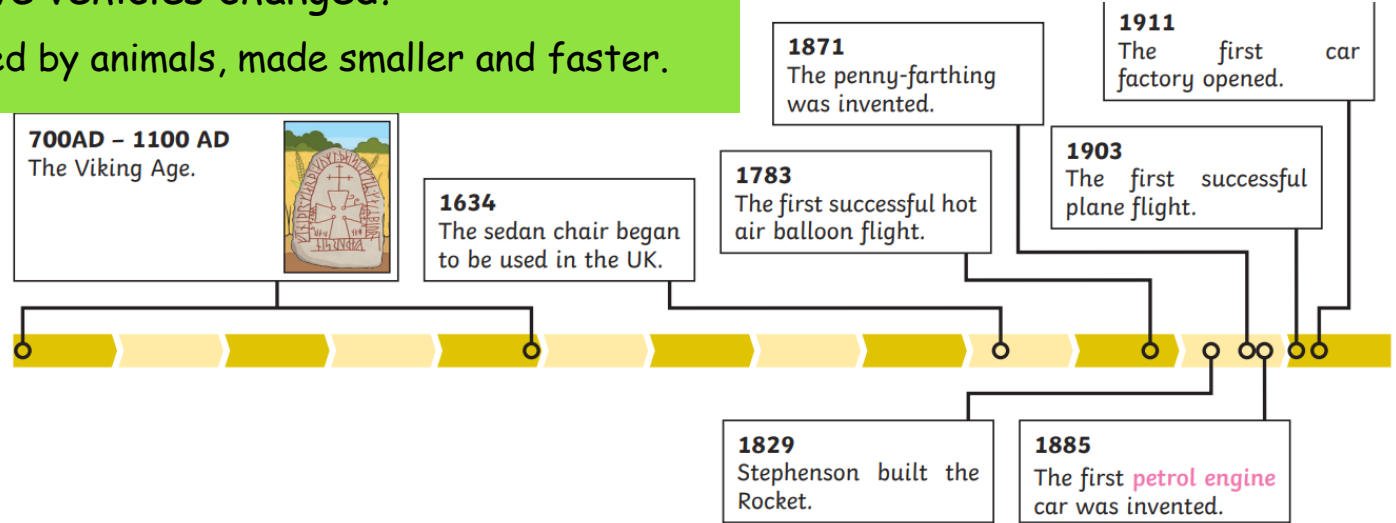 vehicles changed.
by animals, made smaller and faster.
700AD – 1100 AD
The Viking Age.
1634
The sedan chair began
to be used in the UK.
1783
The first successful hot
air balloon flight.
1871
The penny-farthing
was invented.
1903
The first successful
plane flight.
1911
The first car
factory opened.
1829
Stephenson built the
Rocket.
1885
The first petrol engine
car was invented.